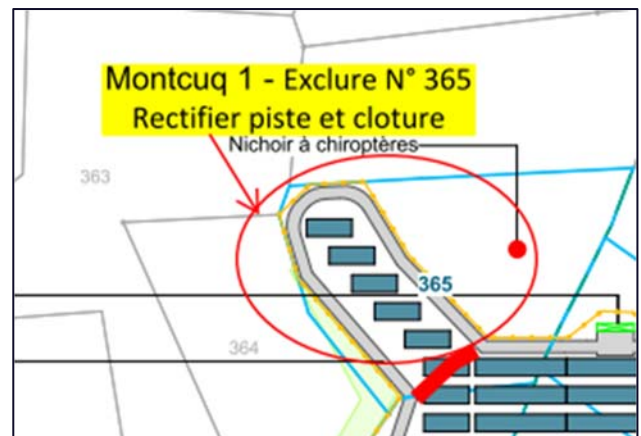 Montcuq 1 - Exclure N° 365
Rectifier piste et cloture
Nichoir à chiroptères
363
365
364